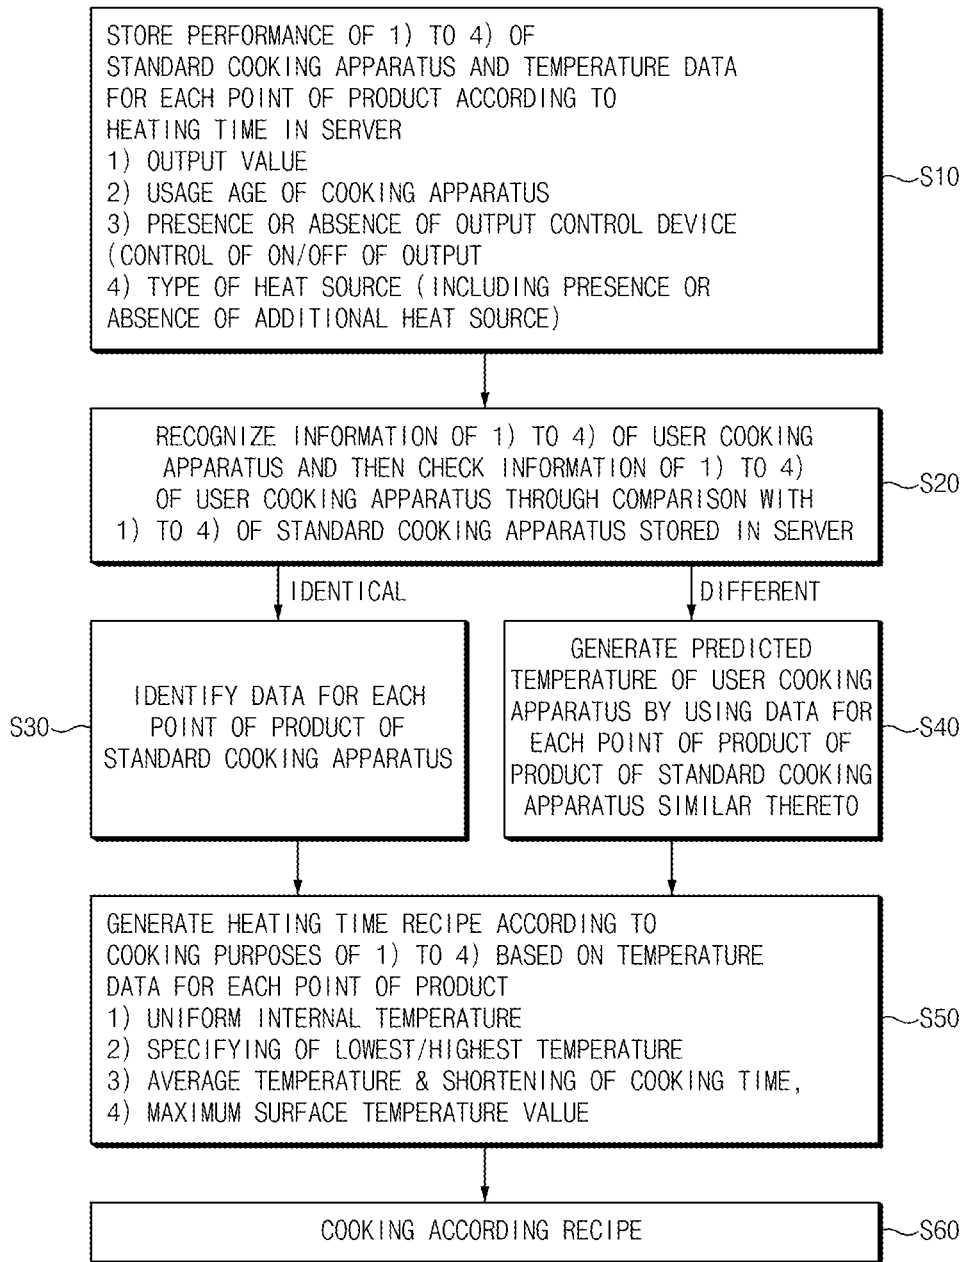 STORE PERFORMANCE OF 1) TO 4) OF
STANDARD COOKING APPARATUS AND TEMPERATURE DATA
FOR EACH POINT OF PRODUCT ACCORDING TO
HEATING TIME IN SERVER
1) OUTPUT VALUE
2) USAGE AGE OF COOKING APPARATUS
3) PRESENCE OR ABSENCE OF OUTPUT CONTROL DEVICE
(CONTROL OF ON/OFF OF OUTPUT
4) TYPE OF HEAT SOURCE (INCLUDING PRESENCE OR
ABSENCE OF ADDITIONAL HEAT SOURCE)
S10
RECOGNIZE INFORMATION OF 1) TO 4) OF USER COOKING
APPARATUS AND THEN CHECK INFORMATION OF 1) TO 4)
OF USER COOKING APPARATUS THROUGH COMPARISON WITH
1) TO 4) OF STANDARD COOKING APPARATUS STORED IN SERVER
S20
IDENTICAL
DIFFERENT
IDENTIFY DATA FOR EACH
POINT OF PRODUCT OF
STANDARD COOKING APPARATUS
S30
GENERATE PREDICTED
TEMPERATURE OF USER COOKING
APPARATUS BY USING DATA FOR
EACH POINT OF PRODUCT OF
PRODUCT OF STANDARD COOKING
APPARATUS SIMILAR THERETO
S40
GENERATE HEATING TIME RECIPE ACCORDING TO
COOKING PURPOSES OF 1) TO 4) BASED ON TEMPERATURE
DATA FOR EACH POINT OF PRODUCT
1) UNIFORM INTERNAL TEMPERATURE
2) SPECIFYING OF LOWEST/HIGHEST TEMPERATURE
3) AVERAGE TEMPERATURE & SHORTENING OF COOKING TIME,
4) MAXIMUM SURFACE TEMPERATURE VALUE
S50
COOKING ACCORDING RECIPE
S60